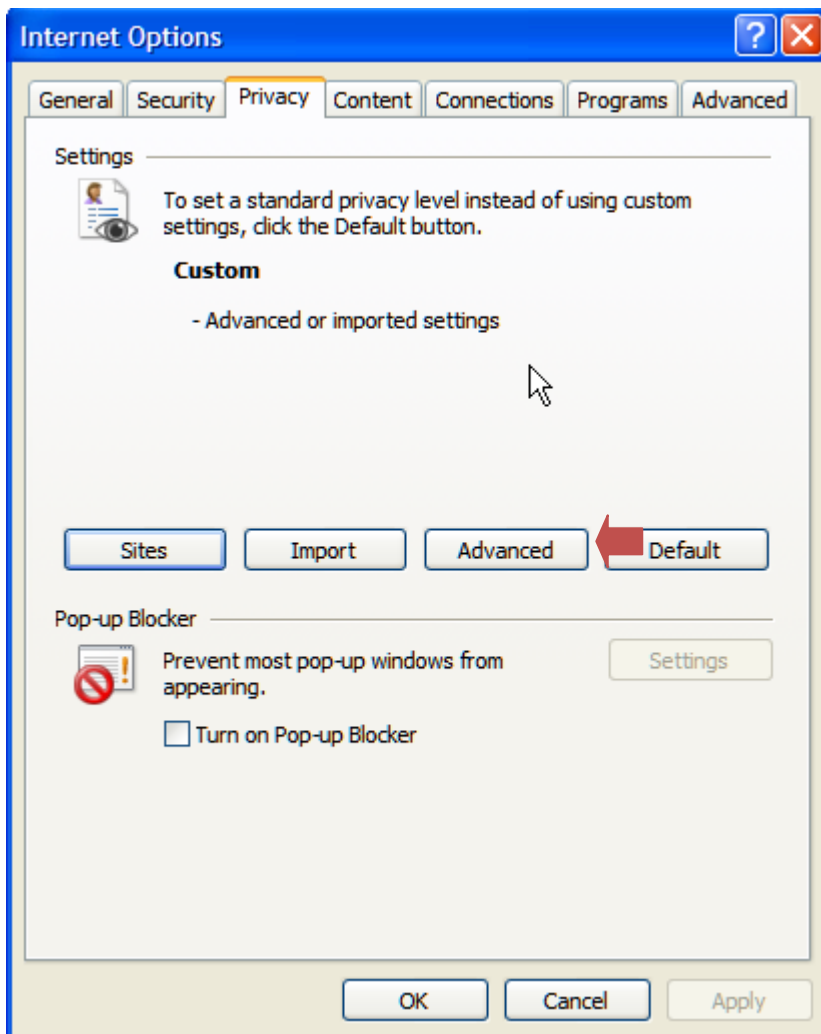 Internet Options
General Security Privacy Content Connections Programs Advanced
Settings
To set a standard privacy level instead of using custom
settings, click the Default button.
Custom
- Advanced or imported settings
Sites Import Advanced Default
Pop-up Blocker
Prevent most pop-up windows from
appearing.
Settings
Turn on Pop-up Blocker
OK Cancel Apply